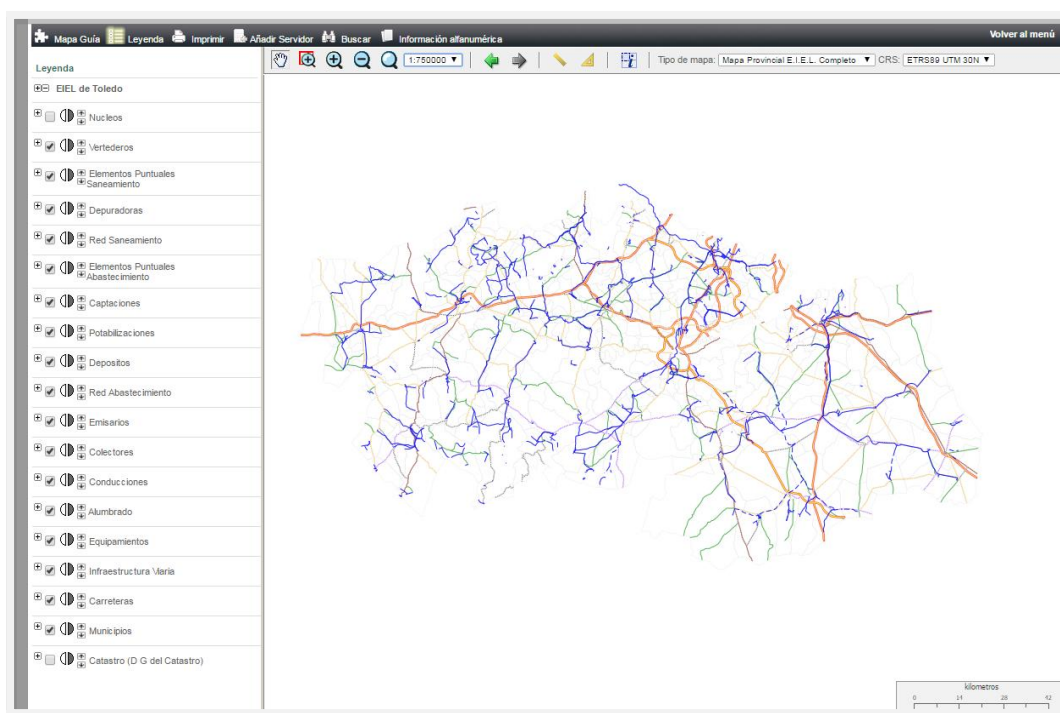 Mapa Guía Leyenda Imprimir Añadir Servidor Buscar Información alfanumérica Volver al menú
1:750000 Tipo de mapa: Mapa Provincial E.I.E.L. Completo CRS: ETRS89 UTM 30N
Leyenda
EIEL de Toledo
Nucleos
Vertederos
Elementos Puntuales
Saneamiento
Depuradoras
Red Saneamiento
Elementos Puntuales
Abastecimiento
Captaciones
Potabilizaciones
Depositos
Red Abastecimiento
Emisarios
Colectores
Conducciones
Alumbrado
Equipamientos
Infraestructura Viaria
Carreteras
Municipios
Catastro (D G del Catastro)
kilometros
0 14 28 42